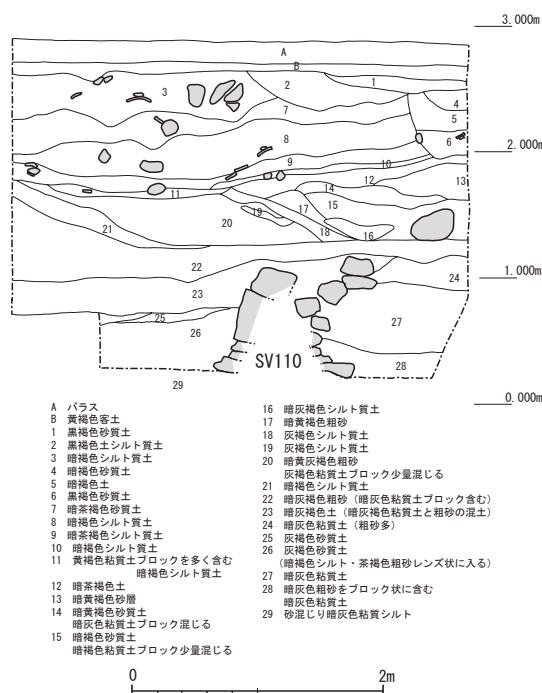 3.000m
A
B
1
2
3
4
5
7
6
2.000m
8
9
10
11
12
13
14
15
16
17
18
19
20
21
22
1.000m
23
24
25
26
27
SV110
28
29
0.000m
A バラス
B 黄褐色客土
1 黒褐色砂質土
2 黒褐色土シルト質土
3 暗褐色シルト質土
4 暗褐色砂質土
5 暗褐色土
6 黒褐色砂質土
7 暗茶褐色砂質土
8 暗褐色シルト質土
9 暗茶褐色シルト質土
10 暗褐色シルト質土
11 黄褐色粘質土ブロックを多く含む
暗褐色シルト質土
12 暗茶褐色土
13 暗黄褐色砂層
14 暗黄褐色砂質土
暗灰色粘質土ブロック混じる
15 暗褐色砂質土
暗褐色粘質土ブロック少量混じる
16 暗灰褐色シルト質土
17 暗黄褐色粗砂
18 灰褐色シルト質土
19 灰褐色シルト質土
20 暗黄灰褐色粗砂
灰褐色粘質土ブロック少量混じる
21 暗褐色シルト質土
22 暗灰褐色粗砂（暗灰色粘質土ブロック含む）
23 暗灰褐色土（暗灰褐色粘質土と粗砂の混土）
24 暗灰色粘質土（粗砂多）
25 灰褐色砂質土
26 灰褐色砂質土
（暗褐色シルト・茶褐色粗砂レンズ状に入る）
27 暗灰色粘質土
28 暗灰色粗砂をブロック状に含む
暗灰色粘質土
29 砂混じり暗灰色粘質シルト
0
2m